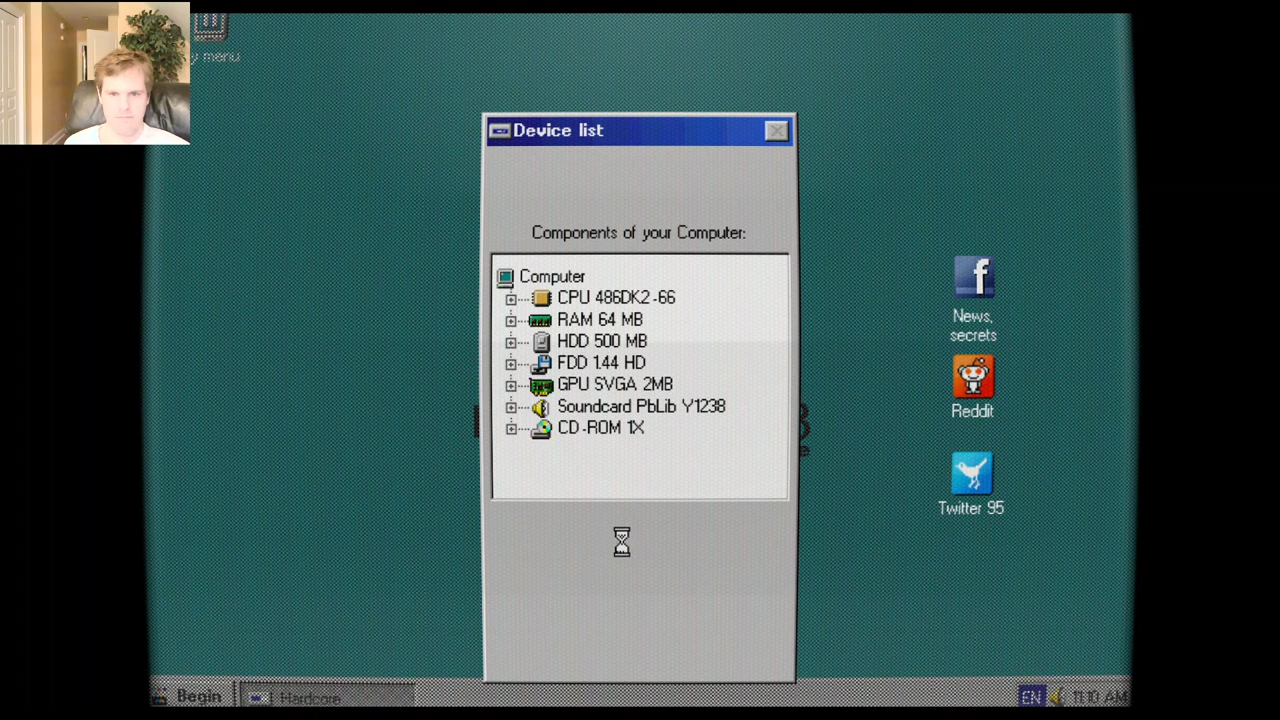 y menu
Device list
Components of your Computer:
Computer
CPU 486DK2-66
RAM 64 MB
HDD 500 MB
FDD 1.44 HD
GPU SVGA 2MB
Soundcard PbLib Y1238
CD-ROM 1X
f
News,
secrets
Reddit
Twitter 95
Begin
Hardcore
EN
11:10 AM